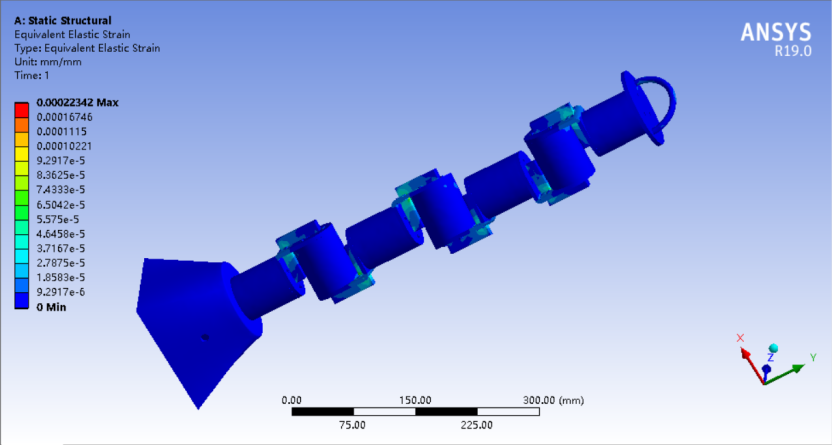 A: Static Structural
Equivalent Elastic Strain
Type: Equivalent Elastic Strain
Unit: mm/mm
Time: 1
0.00022342 Max
0.00016746
0.0001115
0.00010221
9.2917e-5
8.3625e-5
7.4333e-5
6.5042e-5
5.575e-5
4.6458e-5
3.7167e-5
2.7875e-5
1.8583e-5
9.2917e-6
0 Min
ANSYS
R19.0
X
Y
Z
0.00 150.00 300.00 (mm)
75.00 225.00